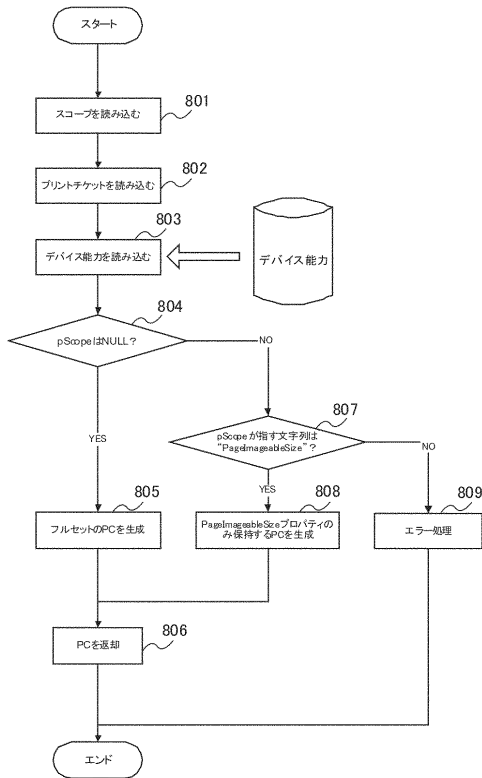 スタート
801
スコープを読み込む
802
プリントチケットを読み込む
803
デバイス能力を読み込む
デバイス能力
804
pScopeはNULL？
NO
807
pScopeが指す文字列は
"PageImageableSize"？
YES
NO
YES
805
フルセットのPCを生成
808
PageImageableSizeプロパティの
み保持するPCを生成
809
エラー処理
806
PCを返却
エンド